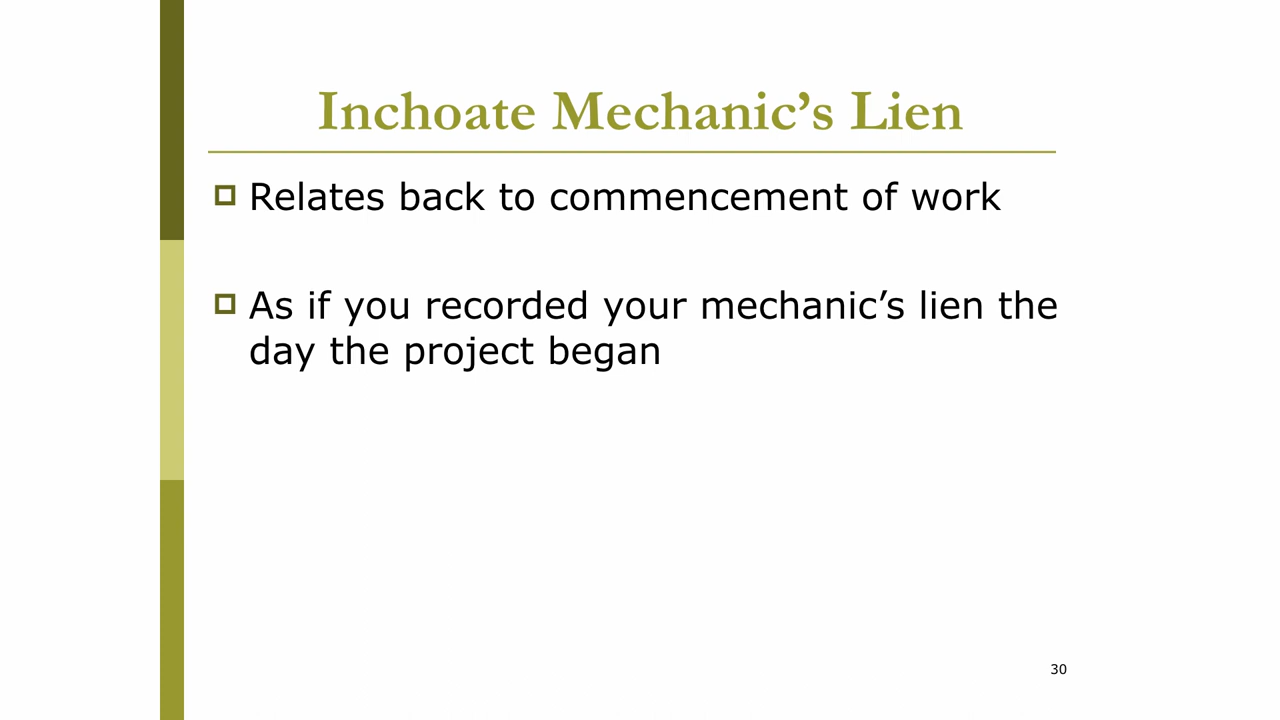 Inchoate Mechanic’s Lien
Relates back to commencement of work
As if you recorded your mechanic’s lien the
day the project began
30